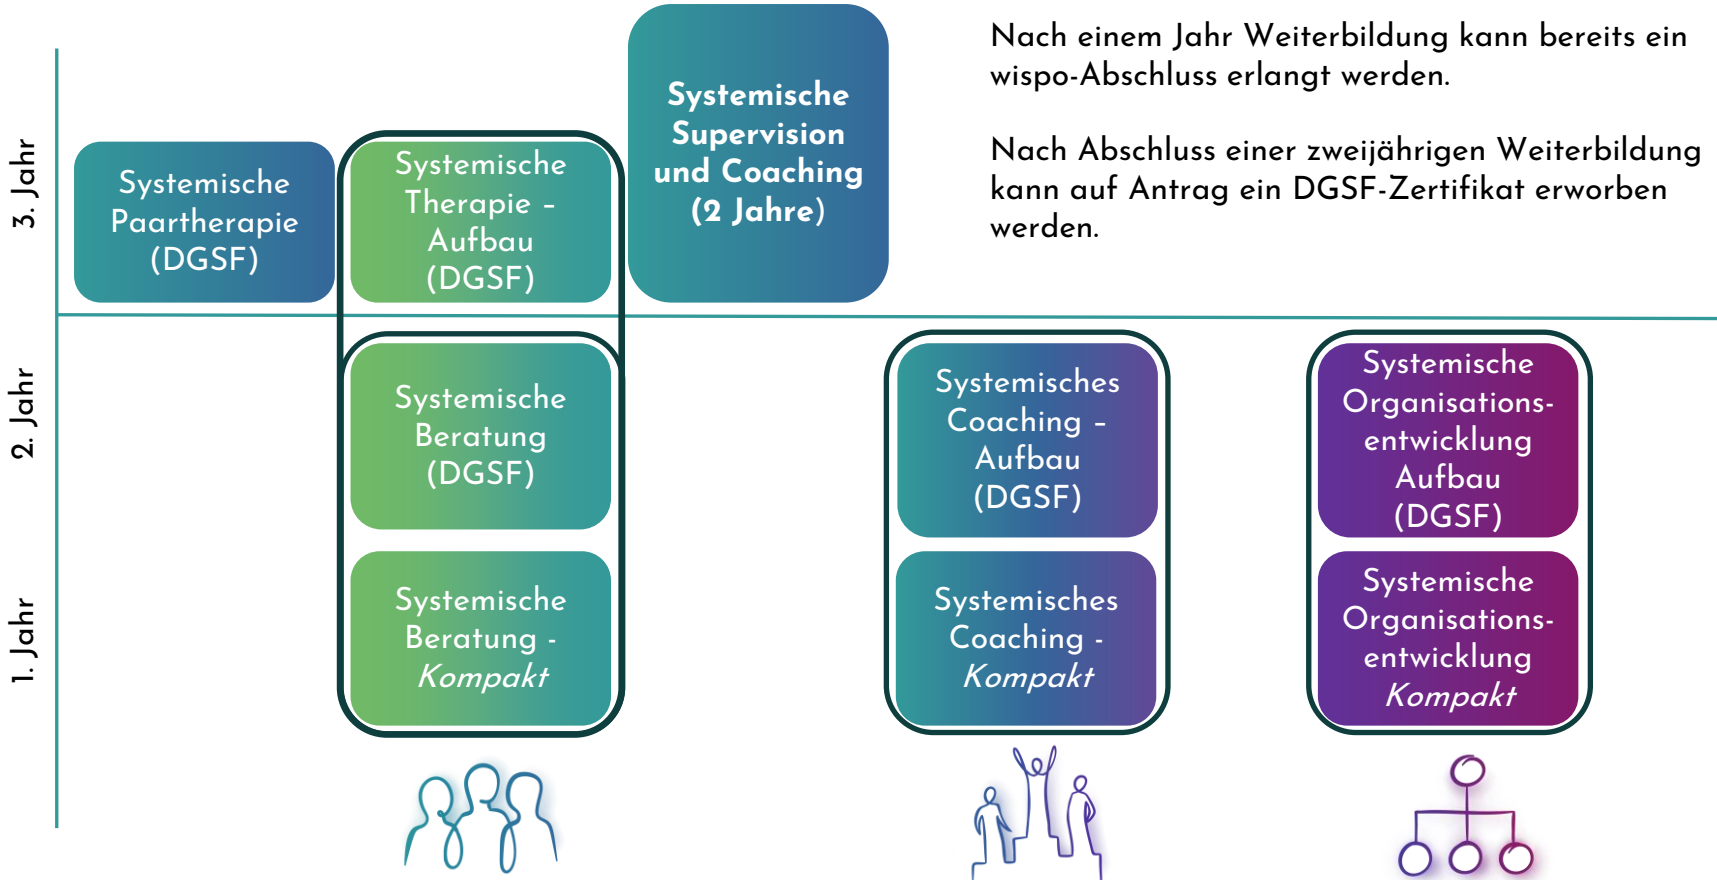 Nach einem Jahr Weiterbildung kann bereits ein
wispo-Abschluss erlangt werden.
Nach Abschluss einer zweijährigen Weiterbildung
kann auf Antrag ein DGSF-Zertifikat erworben
werden.
3. Jahr
Systemische
Paartherapie
(DGSF)
Systemische
Therapie –
Aufbau
(DGSF)
Systemische
Supervision
und Coaching
(2 Jahre)
2. Jahr
Systemische
Beratung
(DGSF)
Systemisches
Coaching –
Aufbau
(DGSF)
Systemische
Organisations-
entwicklung
Aufbau
(DGSF)
1. Jahr
Systemische
Beratung -
Kompakt
Systemisches
Coaching -
Kompakt
Systemische
Organisations-
entwicklung
Kompakt